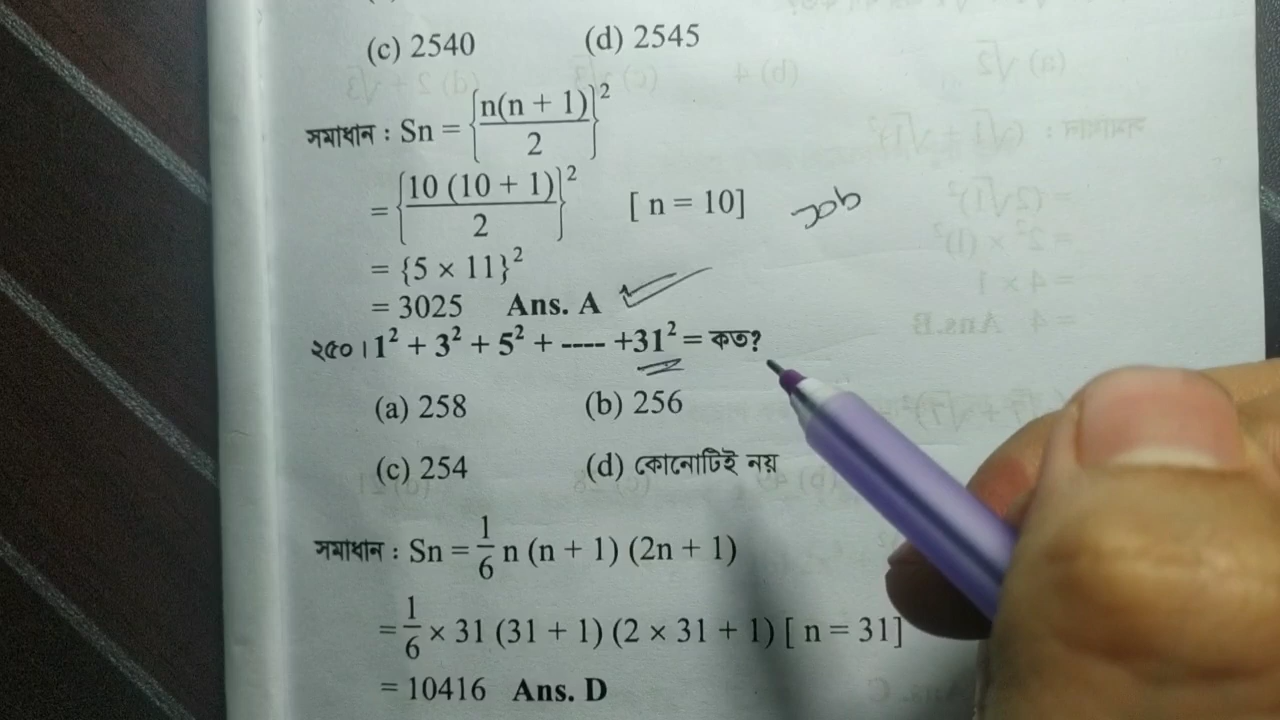 (c) 2540 (d) 2545
সমাধান : Sn = {n(n + 1)/2}²
= {10 (10 + 1)/2}² [ n = 10]
= {5 × 11}²
= 3025 Ans. A
২৫০। 1² + 3² + 5² + ---- +31² = কত?
(a) 258 (b) 256
(c) 254 (d) কোনোটিই নয়
সমাধান : Sn = 1/6 n (n + 1) (2n + 1)
= 1/6 × 31 (31 + 1) (2 × 31 + 1) [ n = 31]
= 10416 Ans. D